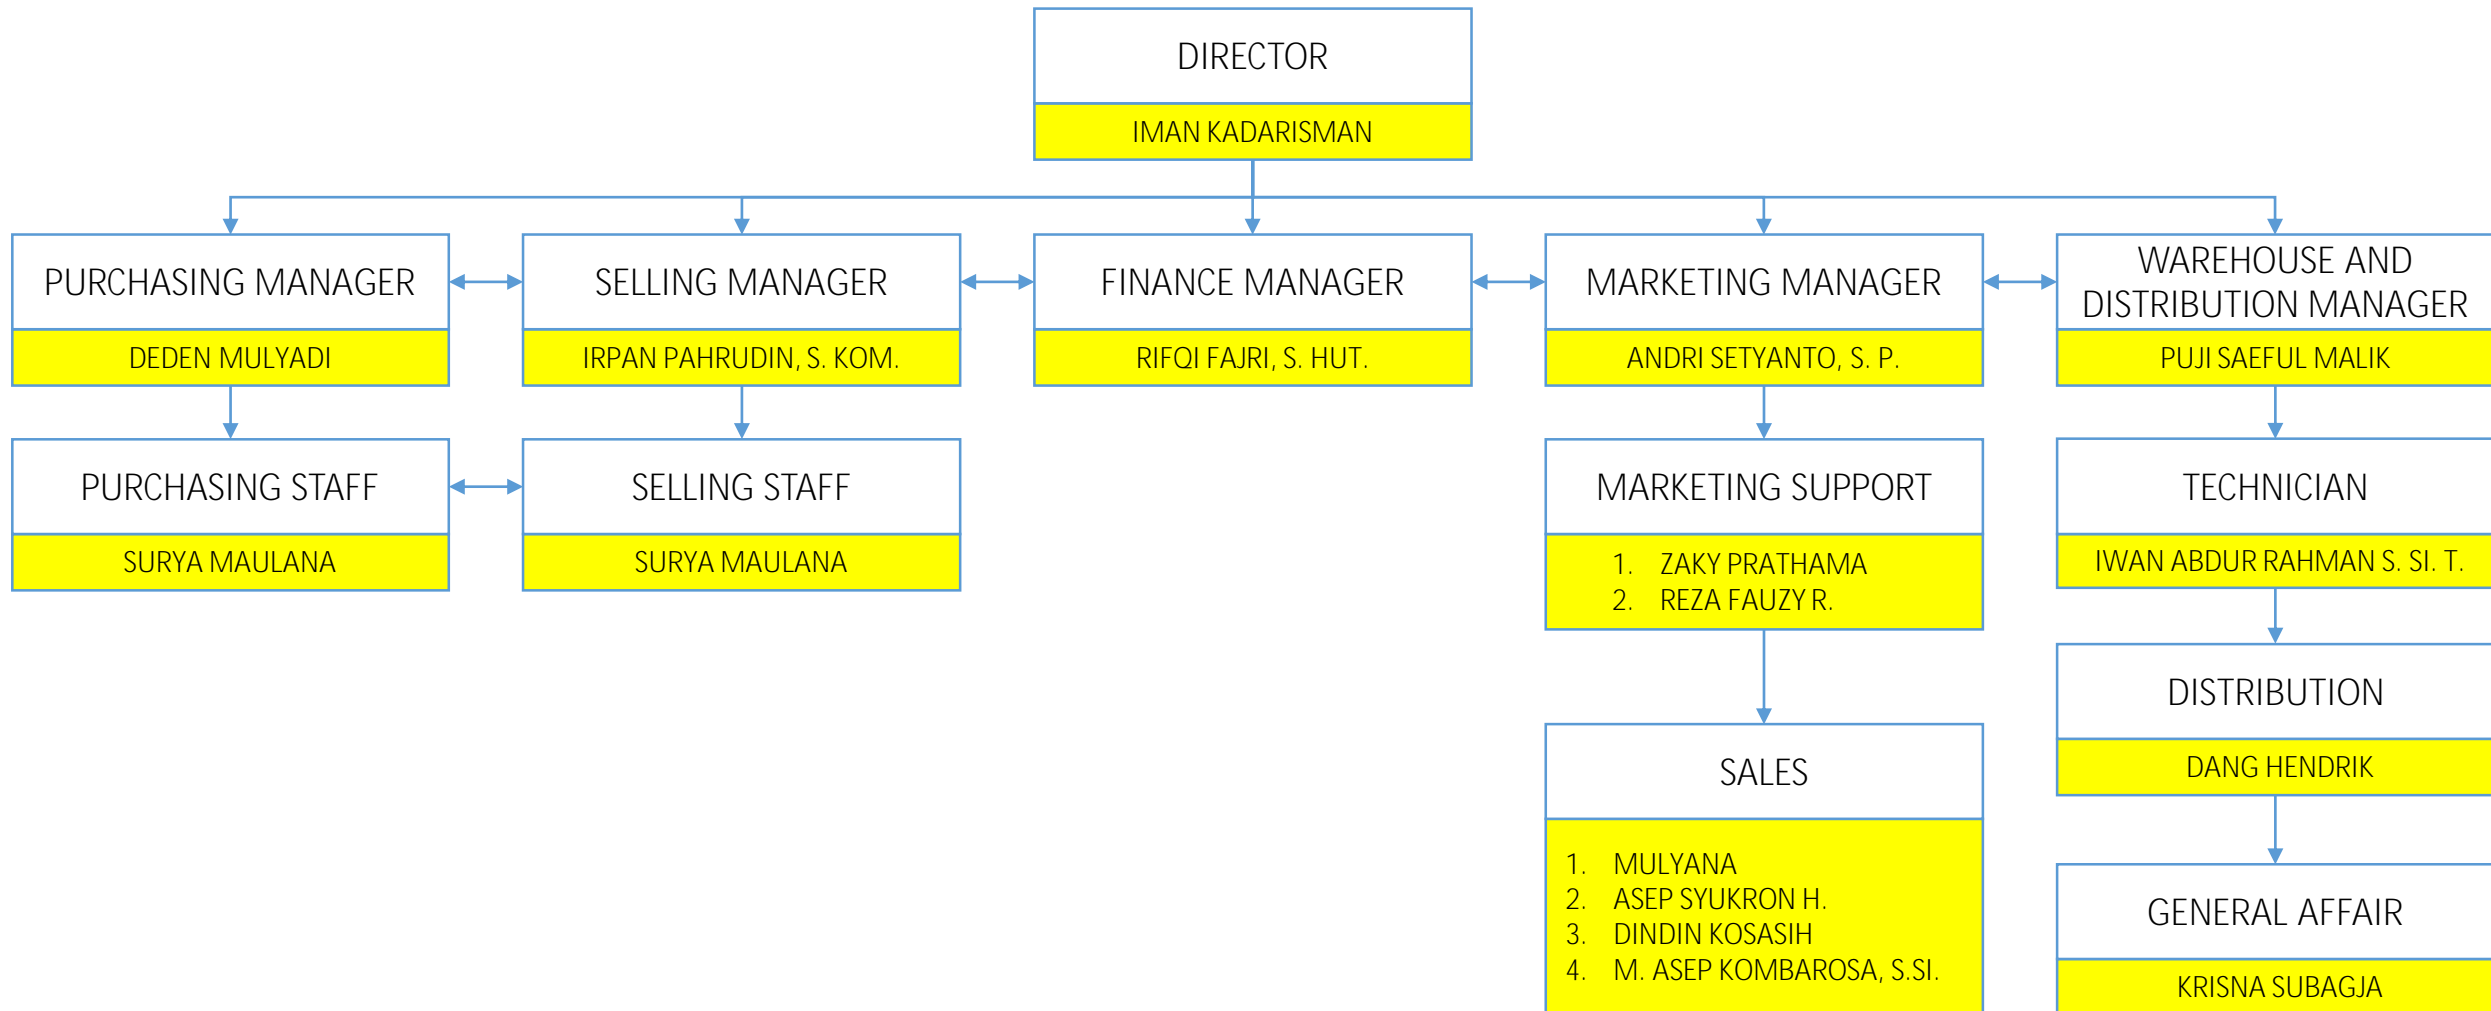 DIRECTOR
IMAN KADARISMAN
PURCHASING MANAGER
DEDEN MULYADI
SELLING MANAGER
IRPAN PAHRUDIN, S. KOM.
FINANCE MANAGER
RIFQI FAJRI, S. HUT.
MARKETING MANAGER
ANDRI SETYANTO, S. P.
WAREHOUSE AND
DISTRIBUTION MANAGER
PUJI SAEFUL MALIK
PURCHASING STAFF
SURYA MAULANA
SELLING STAFF
SURYA MAULANA
MARKETING SUPPORT
1. ZAKY PRATHAMA
2. REZA FAUZY R.
TECHNICIAN
IWAN ABDUR RAHMAN S. SI. T.
SALES
1. MULYANA
2. ASEP SYUKRON H.
3. DINDIN KOSASIH
4. M. ASEP KOMBAROSA, S.SI.
DISTRIBUTION
DANG HENDRIK
GENERAL AFFAIR
KRISNA SUBAGJA